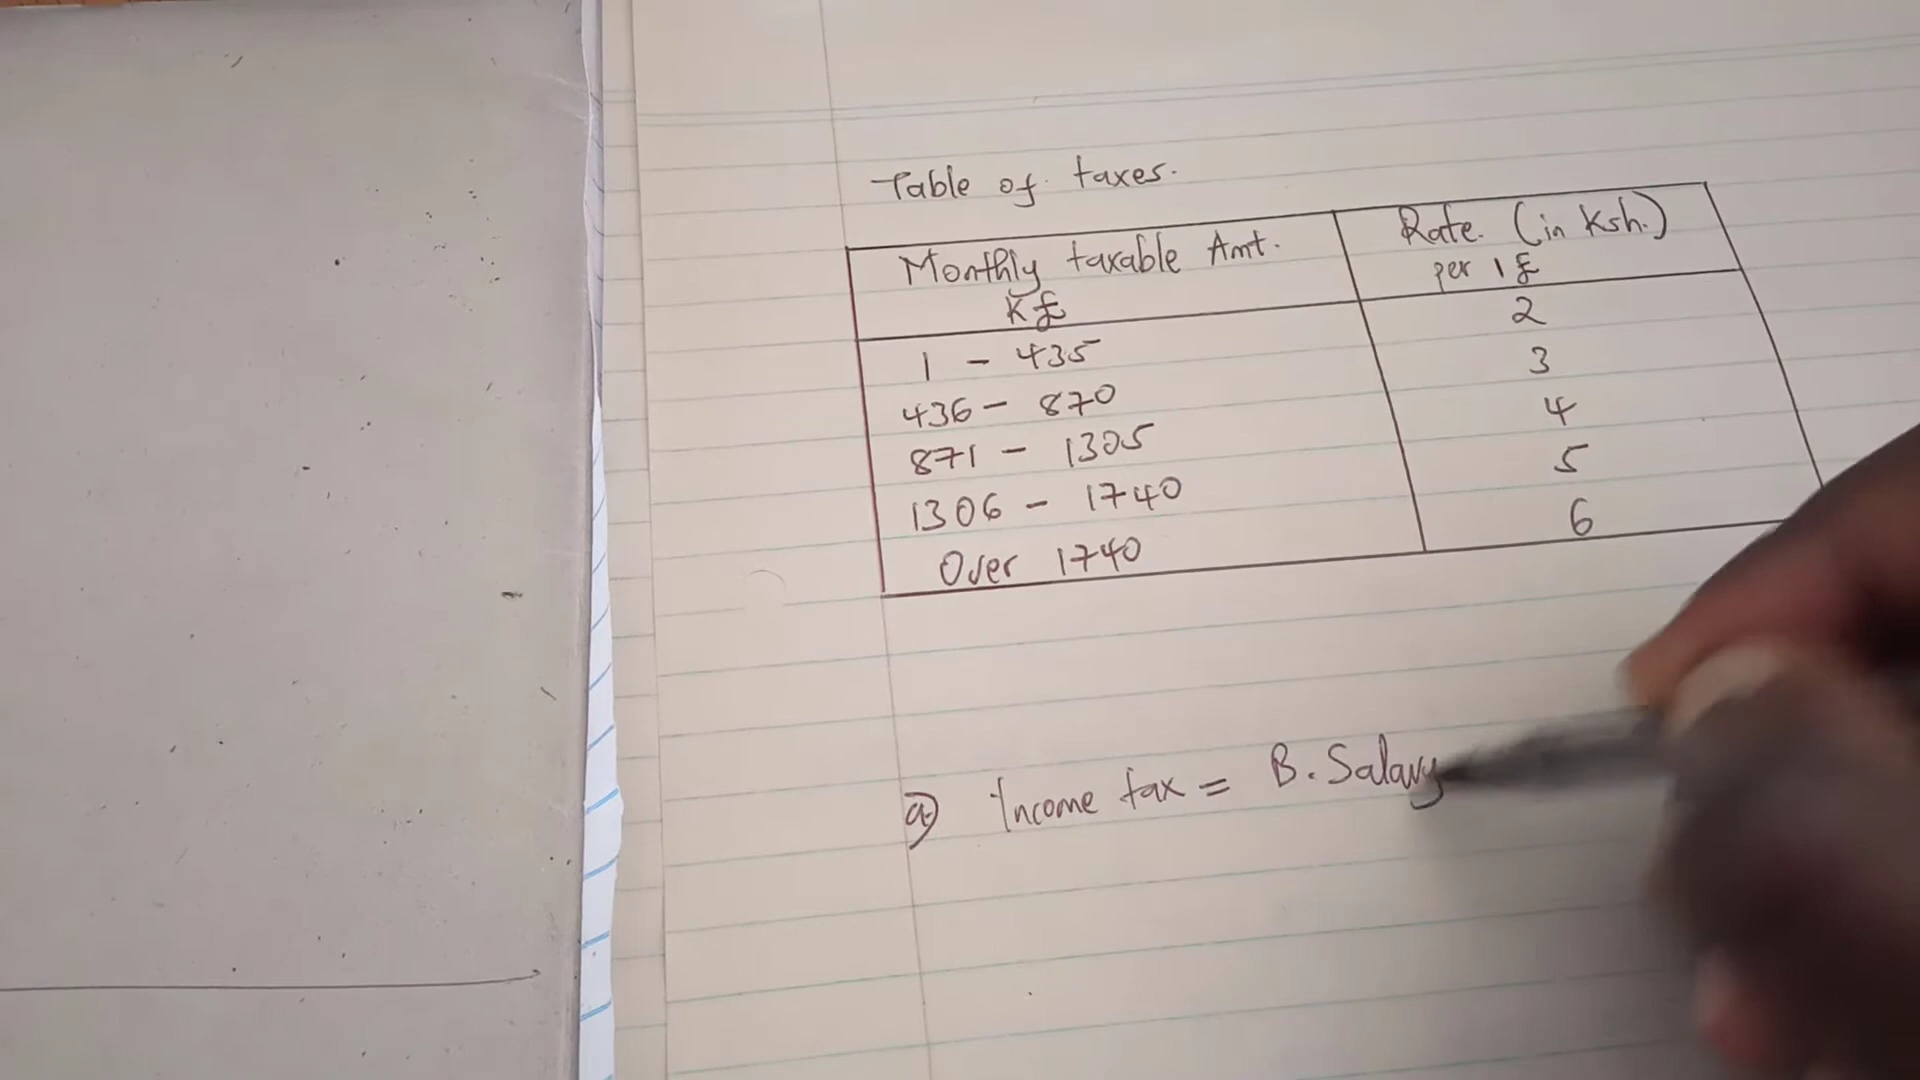 Table of taxes.
Monthly taxable Amt. Rate. (in Ksh.)
K£ per 1 £
1 - 435 2
436 - 870 3
871 - 1305 4
1306 - 1740 5
Over 1740 6
a) Income tax = B. Salary